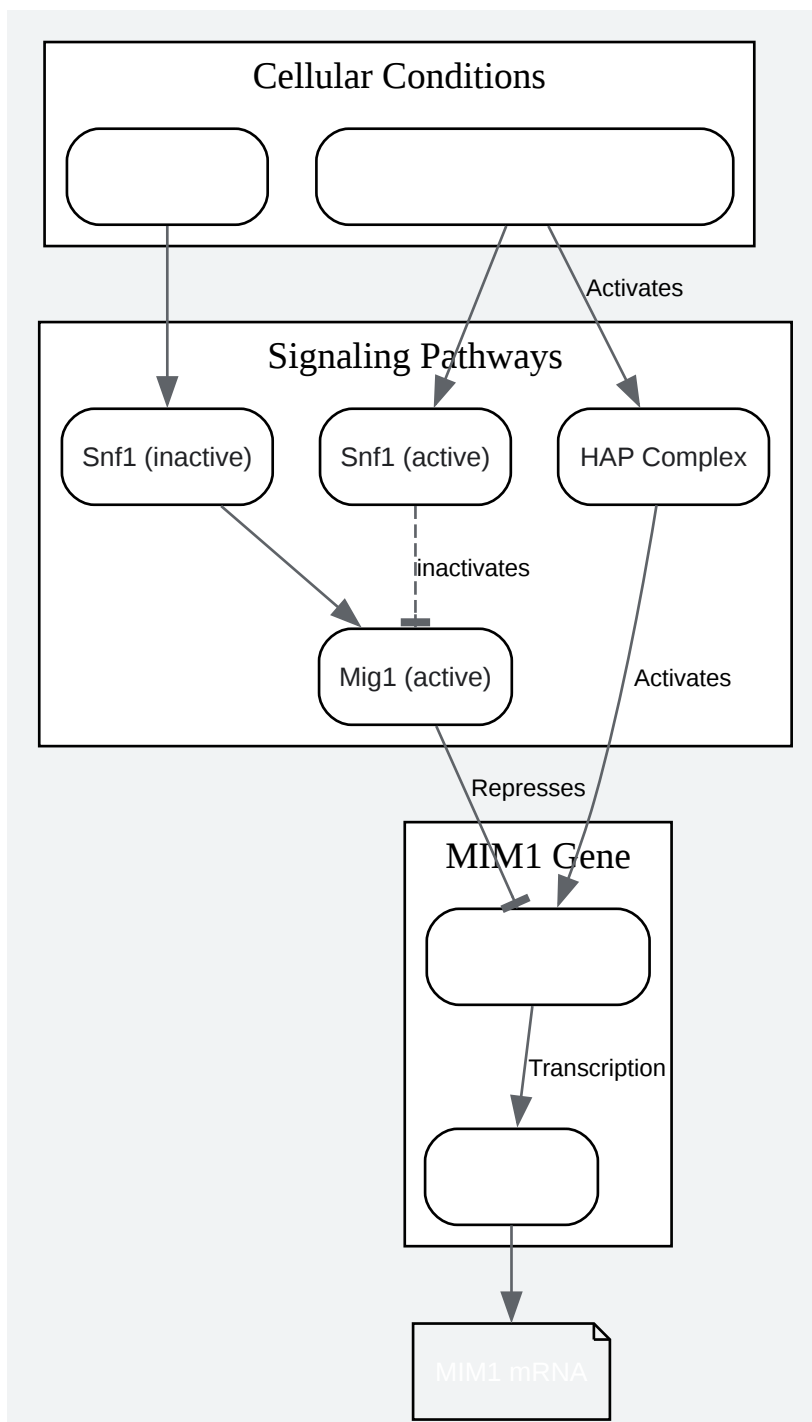 Cellular Conditions
Activates
Signaling Pathways
Snf1 (inactive)
Snf1 (active)
HAP Complex
inactivates
Mig1 (active)
Activates
Represses
MIM1 Gene
Transcription
MIM1 mRNA